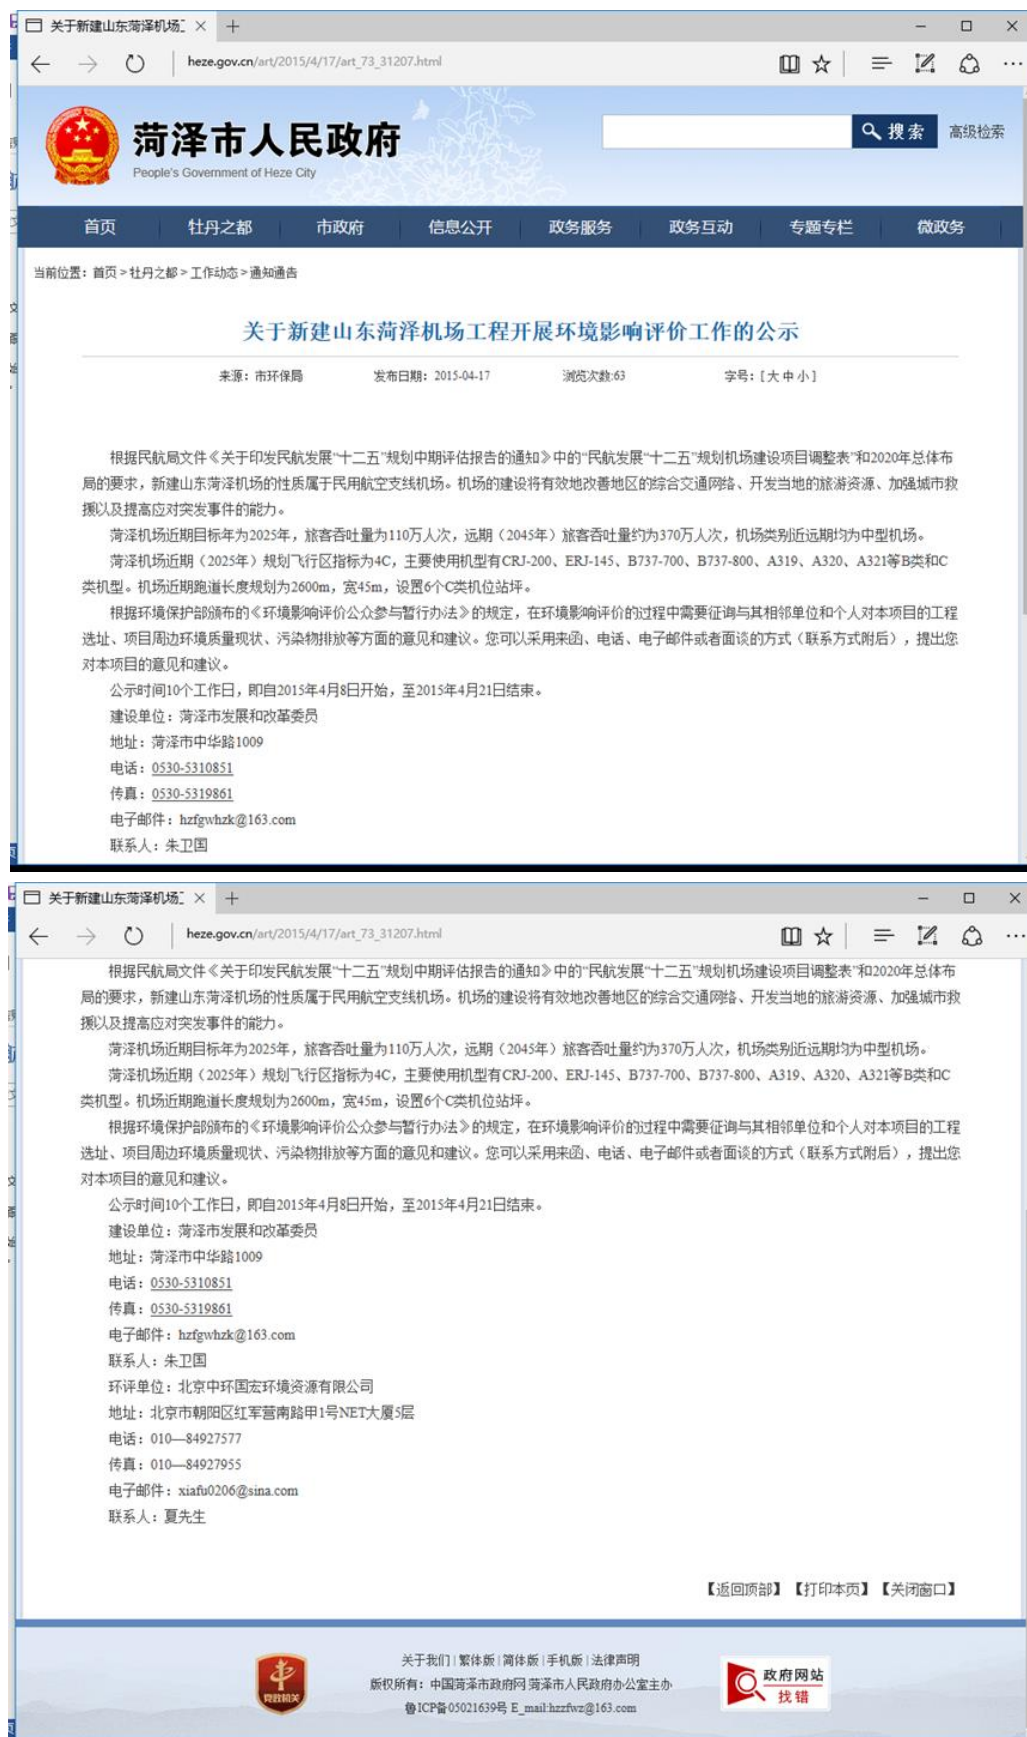 关于新建山东菏泽机场工
heze.gov.cn/art/2015/4/17/art_73_31207.html
菏泽市人民政府
People's Government of Heze City
搜索 高级检索
首页 牡丹之都 市政府 信息公开 政务服务 政务互动 专题专栏 微政务
当前位置：首页 > 牡丹之都 > 工作动态 > 通知通告
关于新建山东菏泽机场工程开展环境影响评价工作的公示
来源：市环保局 发布日期：2015-04-17 浏览次数:63 字号：[ 大 中 小 ]
根据民航局文件《关于印发民航发展“十二五”规划中期评估报告的通知》中的“民航发展“十二五”规划机场建设项目调整表”和2020年总体布
局的要求，新建山东菏泽机场的性质属于民用航空支线机场。机场的建设将有效地改善地区的综合交通网络、开发当地的旅游资源、加强城市救
援以及提高应对突发事件的能力。
菏泽机场近期目标年为2025年，旅客吞吐量为110万人次，远期（2045年）旅客吞吐量约为370万人次，机场类别近远期均为中型机场。
菏泽机场近期（2025年）规划飞行区指标为4C，主要使用机型有CRJ-200、ERJ-145、B737-700、B737-800、A319、A320、A321等B类和C
类机型。机场近期跑道长度规划为2600m，宽45m，设置6个C类机位站坪。
根据环境保护部颁布的《环境影响评价公众参与暂行办法》的规定，在环境影响评价的过程中需要征询与其相邻单位和个人对本项目的工程
选址、项目周边环境质量现状、污染物排放等方面的意见和建议。您可以采用来函、电话、电子邮件或者面谈的方式（联系方式附后），提出您
对本项目的意见和建议。
公示时间10个工作日，即自2015年4月8日开始，至2015年4月21日结束。
建设单位：菏泽市发展和改革委员
地址：菏泽市中华路1009
电话：0530-5310851
传真：0530-5319861
电子邮件：hzfgwhzk@163.com
联系人：朱卫国
关于新建山东菏泽机场工
heze.gov.cn/art/2015/4/17/art_73_31207.html
根据民航局文件《关于印发民航发展“十二五”规划中期评估报告的通知》中的“民航发展“十二五”规划机场建设项目调整表”和2020年总体布
局的要求，新建山东菏泽机场的性质属于民用航空支线机场。机场的建设将有效地改善地区的综合交通网络、开发当地的旅游资源、加强城市救
援以及提高应对突发事件的能力。
菏泽机场近期目标年为2025年，旅客吞吐量为110万人次，远期（2045年）旅客吞吐量约为370万人次，机场类别近远期均为中型机场。
菏泽机场近期（2025年）规划飞行区指标为4C，主要使用机型有CRJ-200、ERJ-145、B737-700、B737-800、A319、A320、A321等B类和C
类机型。机场近期跑道长度规划为2600m，宽45m，设置6个C类机位站坪。
根据环境保护部颁布的《环境影响评价公众参与暂行办法》的规定，在环境影响评价的过程中需要征询与其相邻单位和个人对本项目的工程
选址、项目周边环境质量现状、污染物排放等方面的意见和建议。您可以采用来函、电话、电子邮件或者面谈的方式（联系方式附后），提出您
对本项目的意见和建议。
公示时间10个工作日，即自2015年4月8日开始，至2015年4月21日结束。
建设单位：菏泽市发展和改革委员
地址：菏泽市中华路1009
电话：0530-5310851
传真：0530-5319861
电子邮件：hzfgwhzk@163.com
联系人：朱卫国
环评单位：北京中环国宏环境资源有限公司
地址：北京市朝阳区红军营南路甲1号NET大厦5层
电话：010—84927577
传真：010—84927955
电子邮件：xiafu0206@sina.com
联系人：夏先生
【返回顶部】【打印本页】【关闭窗口】
关于我们 | 繁体版 | 简体版 | 手机版 | 法律声明
版权所有：中国菏泽市政府网 菏泽市人民政府办公室主办
鲁ICP备05021639号 E_mail:hzzfwz@163.com
党政机关
政府网站
找错